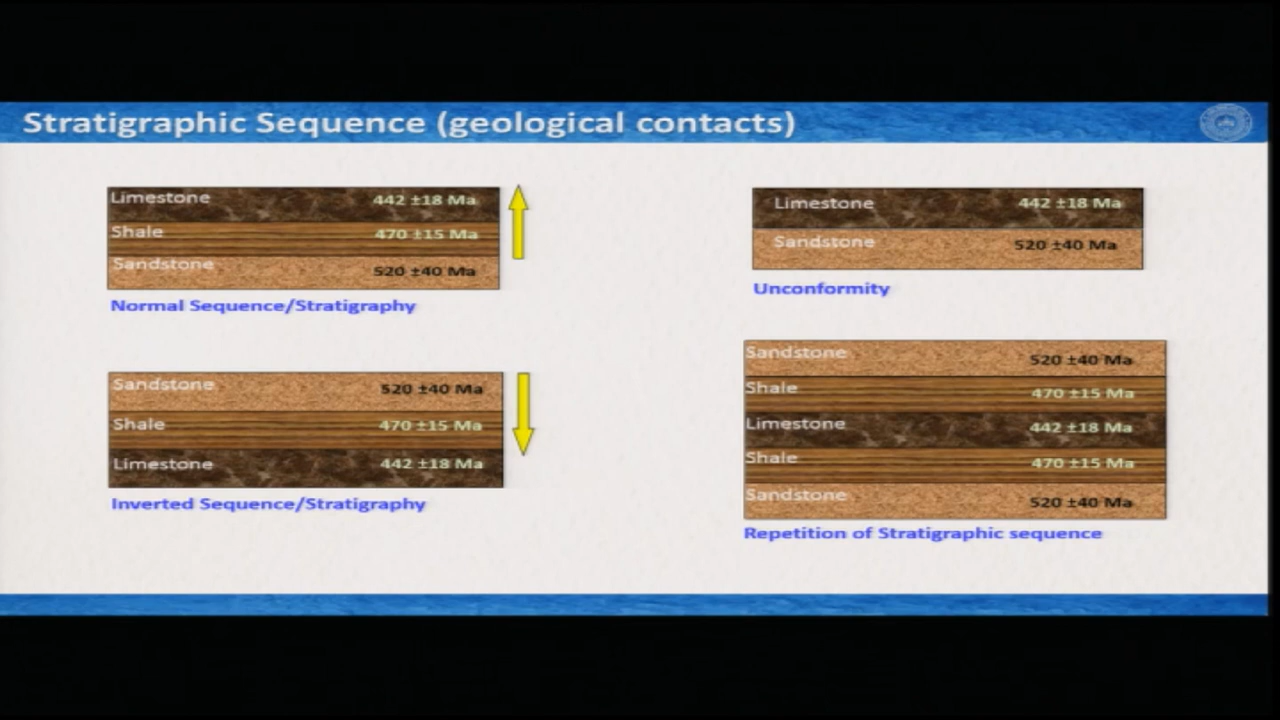 Stratigraphic Sequence (geological contacts)
Limestone 442 ±18 Ma
Shale 470 ±15 Ma
Sandstone 520 ±40 Ma
Normal Sequence/Stratigraphy
Sandstone 520 ±40 Ma
Shale 470 ±15 Ma
Limestone 442 ±18 Ma
Inverted Sequence/Stratigraphy
Limestone 442 ±18 Ma
Sandstone 520 ±40 Ma
Unconformity
Sandstone 520 ±40 Ma
Shale 470 ±15 Ma
Limestone 442 ±18 Ma
Shale 470 ±15 Ma
Sandstone 520 ±40 Ma
Repetition of Stratigraphic sequence